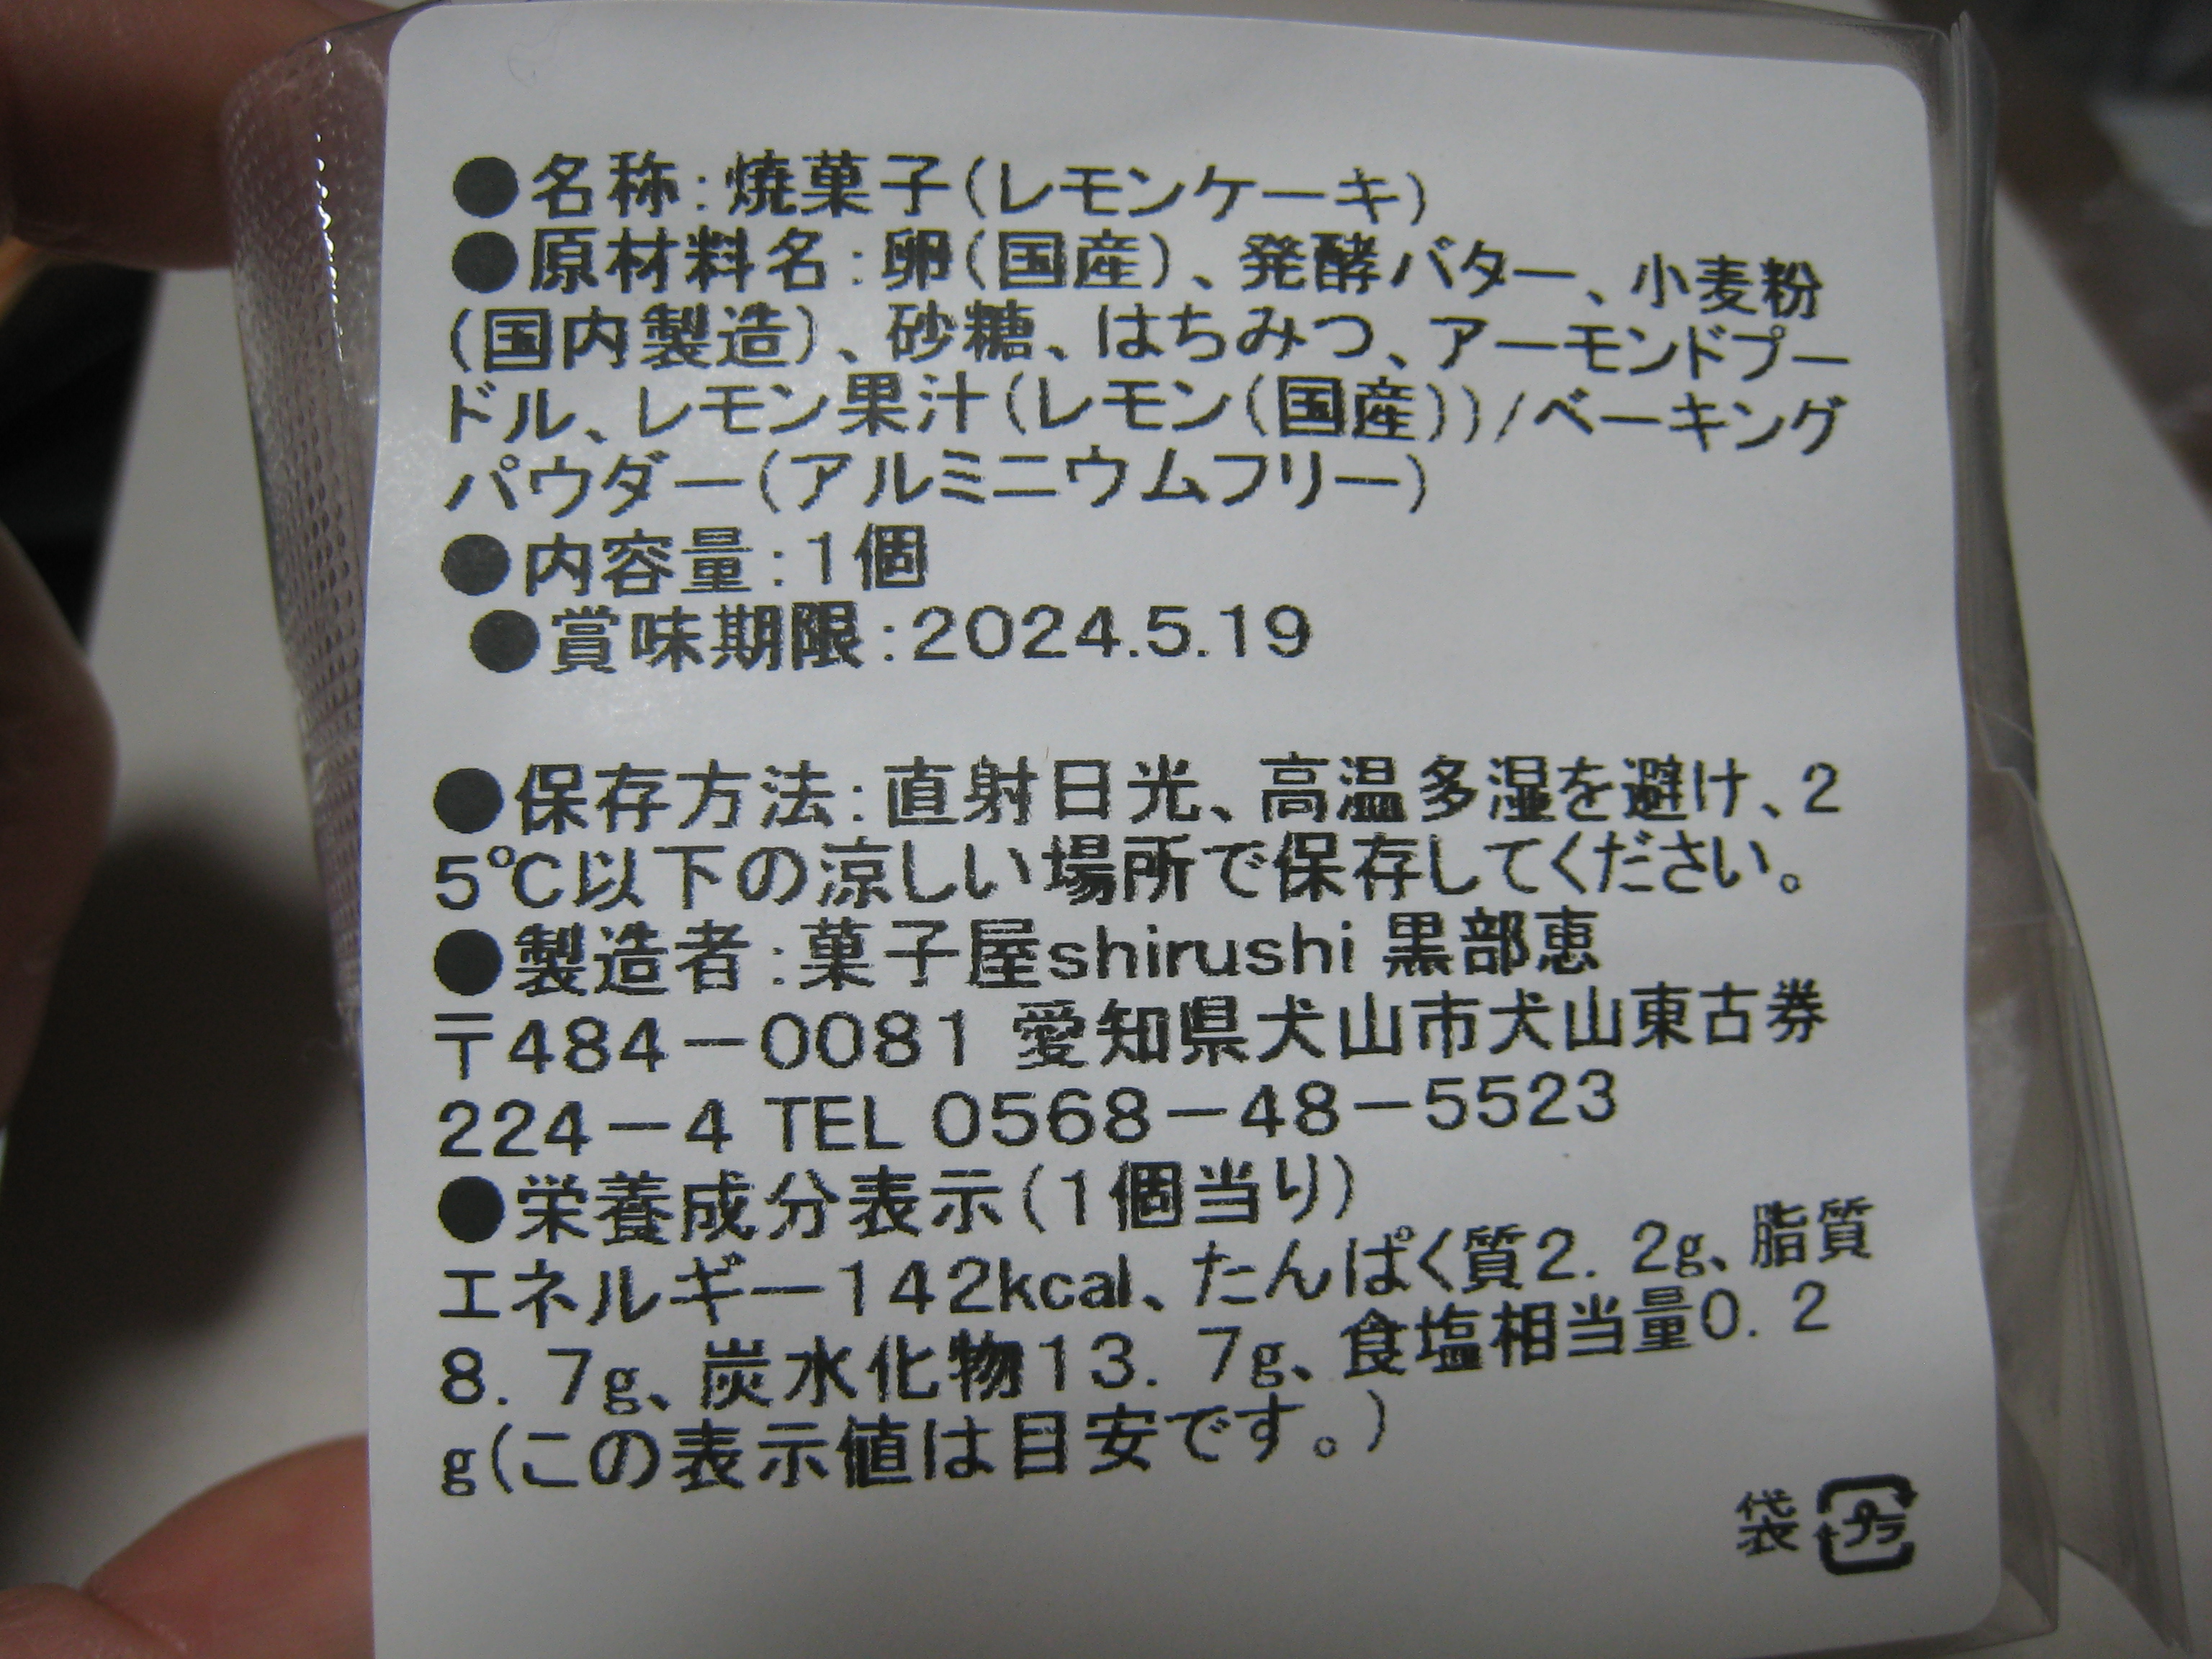 ●名称:焼菓子(レモンケーキ)
●原材料名:卵(国産)、発酵バター、小麦粉
(国内製造)、砂糖、はちみつ、アーモンドプー
ドル、レモン果汁(レモン(国産))/ベーキング
パウダー(アルミニウムフリー)
●内容量:1個
●賞味期限:2024.5.19
●保存方法:直射日光、高温多湿を避け、2
5℃以下の涼しい場所で保存してください。
●製造者:菓子屋shirushi 黒部恵
〒484-0081 愛知県犬山市犬山東古券
224-4 TEL 0568-48-5523
●栄養成分表示(1個当り)
エネルギー142kcal、たんぱく質2. 2g、脂質
8. 7g、炭水化物13. 7g、食塩相当量0. 2
g(この表示値は目安です。)
袋 プラ